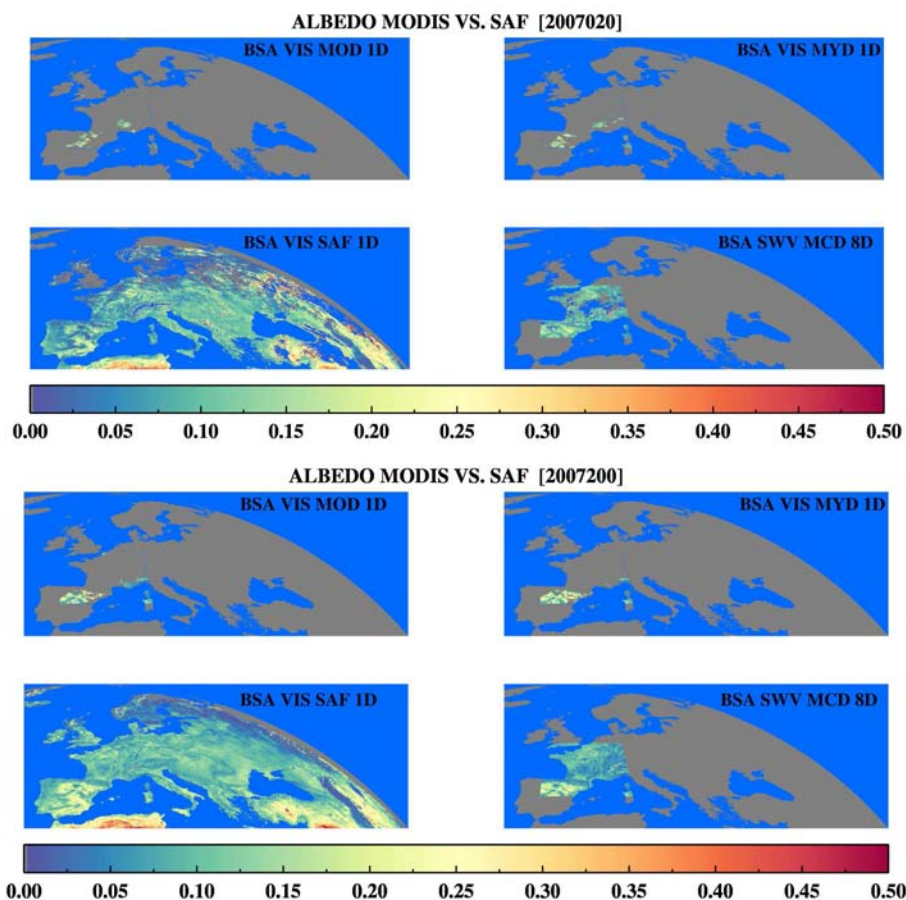 ALBEDO MODIS VS. SAF [2007020]
BSA VIS MOD 1D
BSA VIS MYD 1D
BSA VIS SAF 1D
BSA SWV MCD 8D
0.00 0.05 0.10 0.15 0.20 0.25 0.30 0.35 0.40 0.45 0.50
ALBEDO MODIS VS. SAF [2007200]
BSA VIS MOD 1D
BSA VIS MYD 1D
BSA VIS SAF 1D
BSA SWV MCD 8D
0.00 0.05 0.10 0.15 0.20 0.25 0.30 0.35 0.40 0.45 0.50